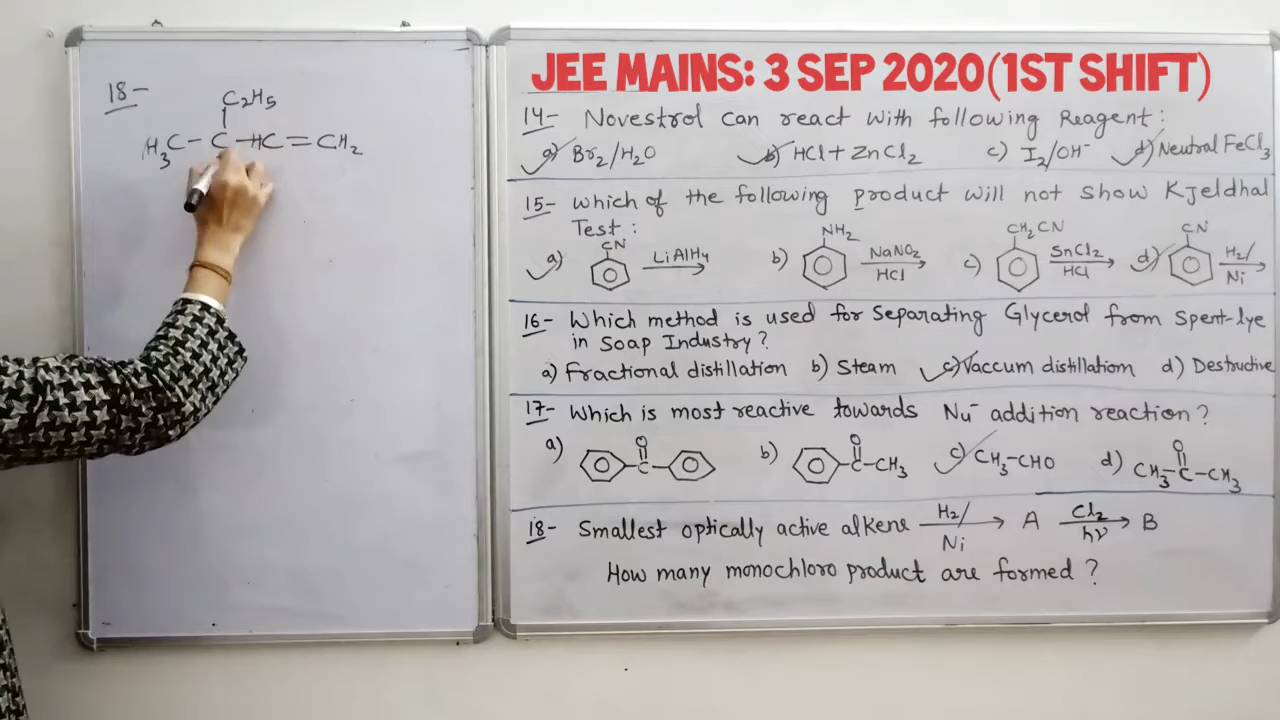 18-
C2H5
H3C-C-HC=CH2
JEE MAINS: 3 SEP 2020(1ST SHIFT)
14- Novestrol can react with following Reagent:
a) Br2/H2O b) HCl+ZnCl2 c) I2/OH- d) Neutral FeCl3
15- Which of the following product will not show Kjeldhal
Test:
a) CN LiAlH4 b) NH2 NaNO2 HCl c) CH2CN SnCl2 HCl d) CN H2/ Ni
16- Which method is used for separating Glycerol from spent-lye
in Soap Industry?
a) Fractional distillation b) Steam c) Vaccum distillation d) Destructive
17- Which is most reactive towards Nu- addition reaction?
a) O C b) O C-CH3 c) CH3-CHO d) O CH3-C-CH3
18- Smallest optically active alkene H2/ Ni A Cl2 hν B
How many monochloro product are formed?